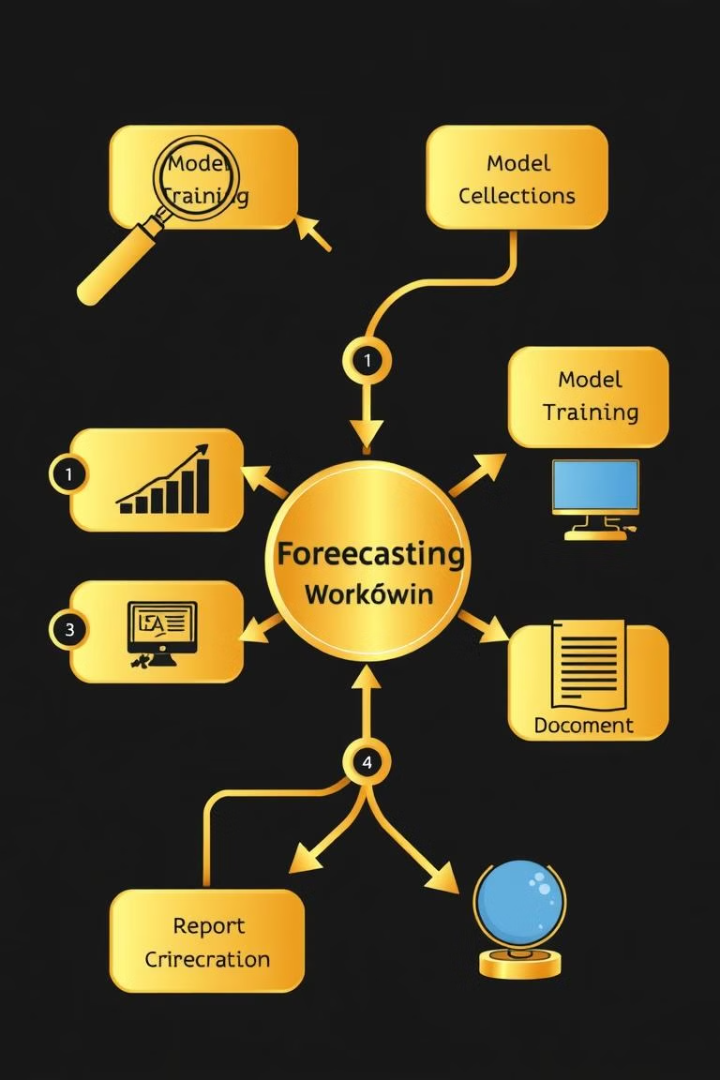 Model
Training
Model
Cellections
1
Model
Training
1
Foreecasting
Workówin
3
Docoment
4
Report
Crirecration